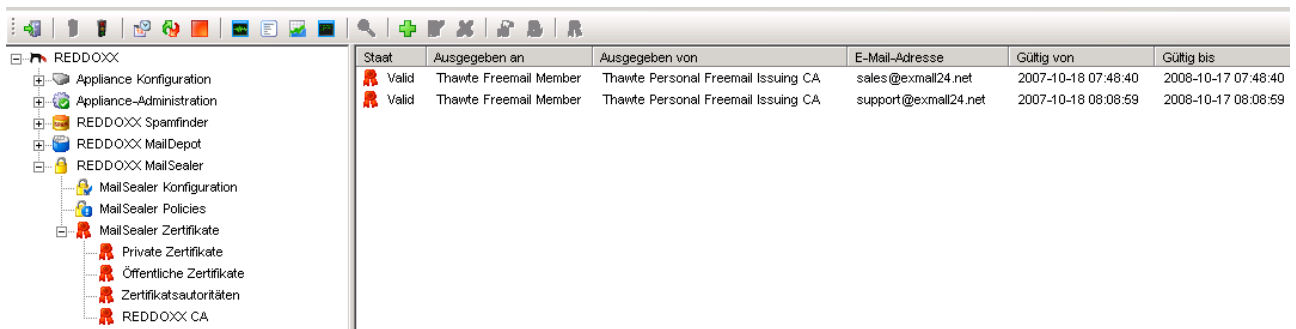 REDDOXX
Appliance Konfiguration
Appliance-Administration
REDDOXX Spamfinder
REDDOXX MailDepot
REDDOXX MailSealer
MailSealer Konfiguration
MailSealer Policies
MailSealer Zertifikate
Private Zertifikate
Öffentliche Zertifikate
Zertifikatsautoritäten
REDDOXX CA
Staat Ausgegeben an Ausgegeben von E-Mail-Adresse Gültig von Gültig bis
Valid Thawte Freemail Member Thawte Personal Freemail Issuing CA sales@exmall24.net 2007-10-18 07:48:40 2008-10-17 07:48:40
Valid Thawte Freemail Member Thawte Personal Freemail Issuing CA support@exmall24.net 2007-10-18 08:08:59 2008-10-17 08:08:59